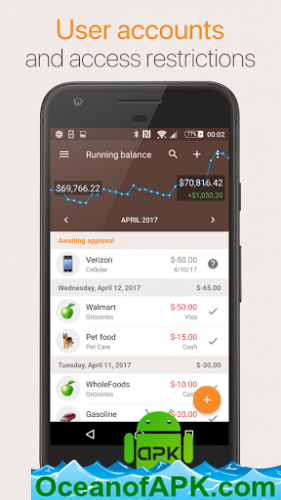 User accounts
and access restrictions
77% 00:02
Running balance
$69,766.22
$70,816.42
+$1,050.20
APRIL 2017
Awaiting approval
Verizon $-50.00
Cellular 4/10/17
Wednesday, April 12, 2017 $-65.00
Walmart $-50.00
Groceries Visa
Pet food $-15.00
Pet Care Cash
Tuesday, April 11, 2017 $-30.00
WholeFoods $-10.00
Groceries Cash
Gasoline $-20.00
apk
OceanofAPK.com